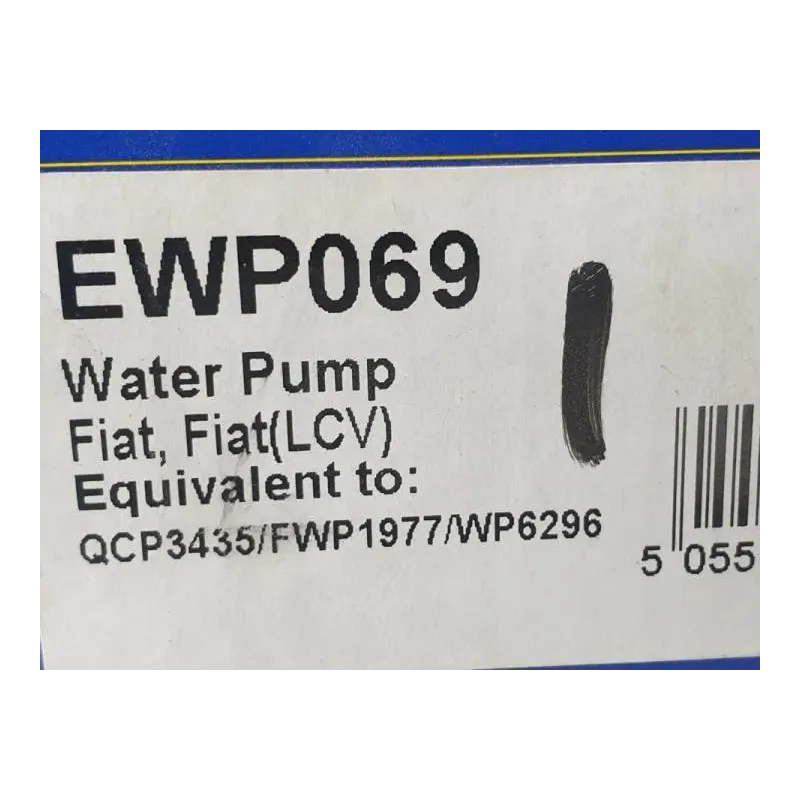 EWP069
Water Pump
Fiat, Fiat(LCV)
Equivalent to:
QCP3435/FWP1977/WP6296
5 055